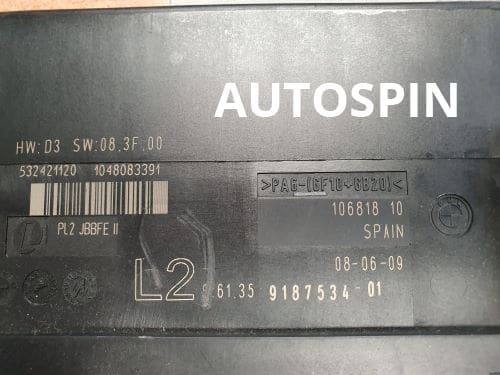 AUTOSPIN
HW:D3 SW:08.3F.00
532421120 1048083391
>PA6-(GF10+GB20)<
PL2 JBBFE II
106818 10
SPAIN
08-06-09
L2
61.35 9187534-01